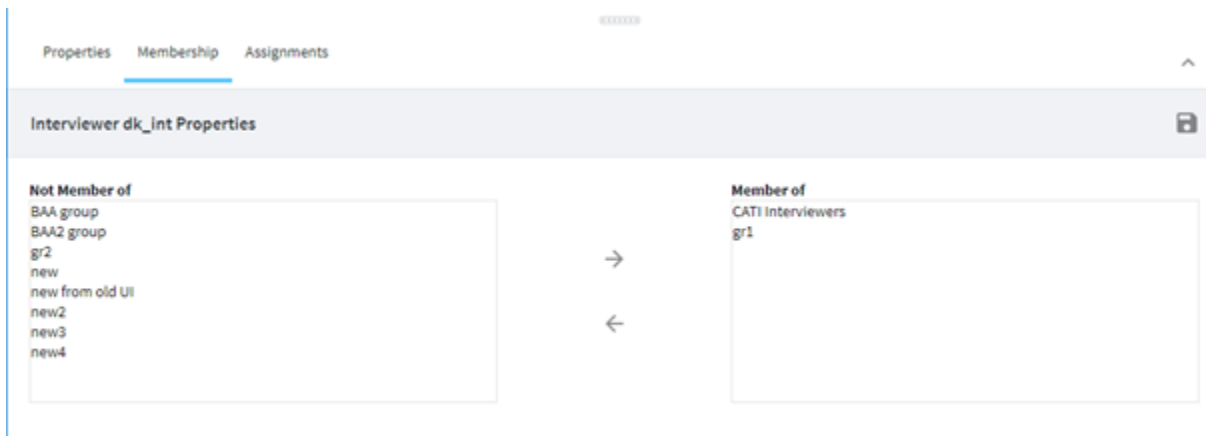 Properties Membership Assignments
Interviewer dk_int Properties
Not Member of
BAA group
BAA2 group
gr2
new
new from old UI
new2
new3
new4
Member of
CATI Interviewers
gr1